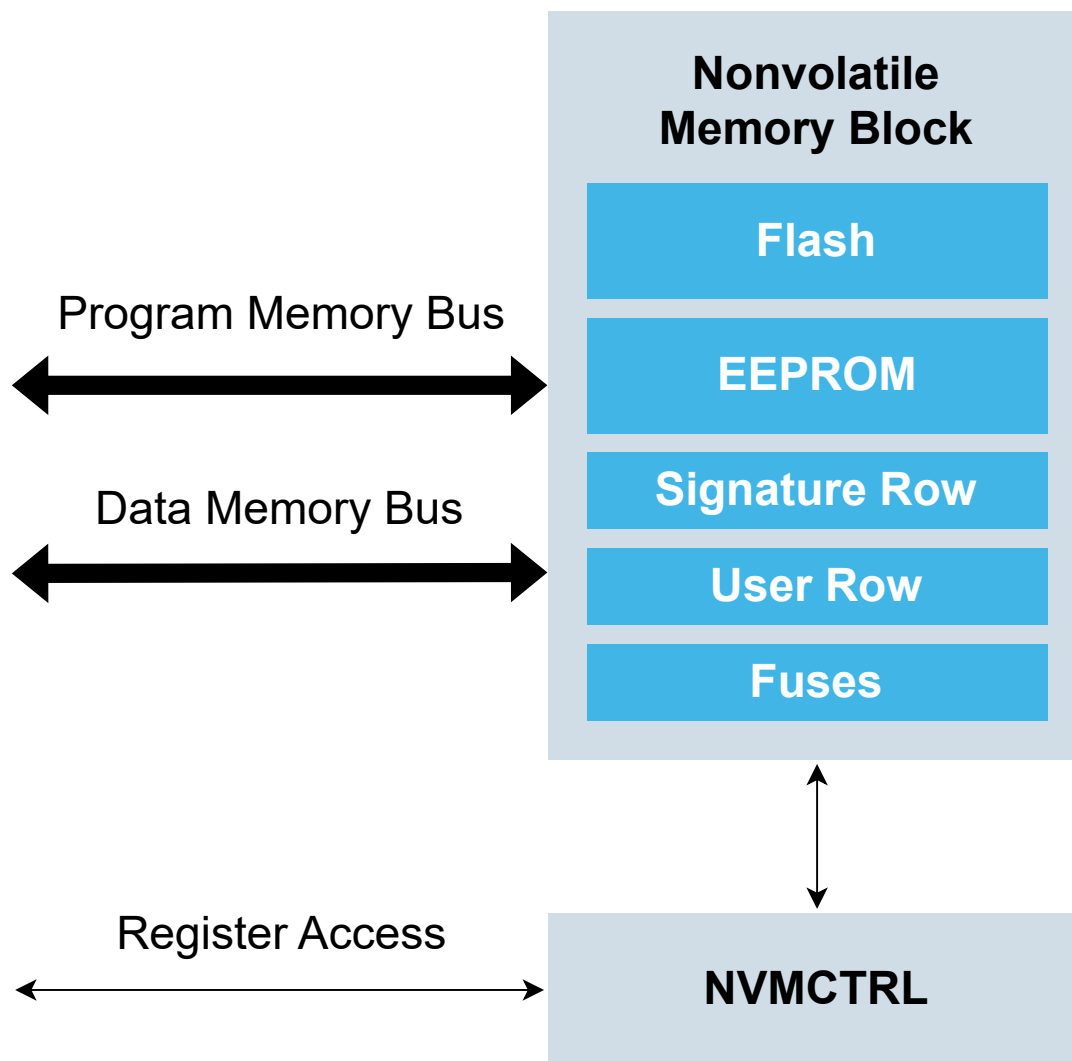 Nonvolatile
Memory Block
Flash
Program Memory Bus
EEPROM
Data Memory Bus
Signature Row
User Row
Fuses
Register Access
NVMCTRL